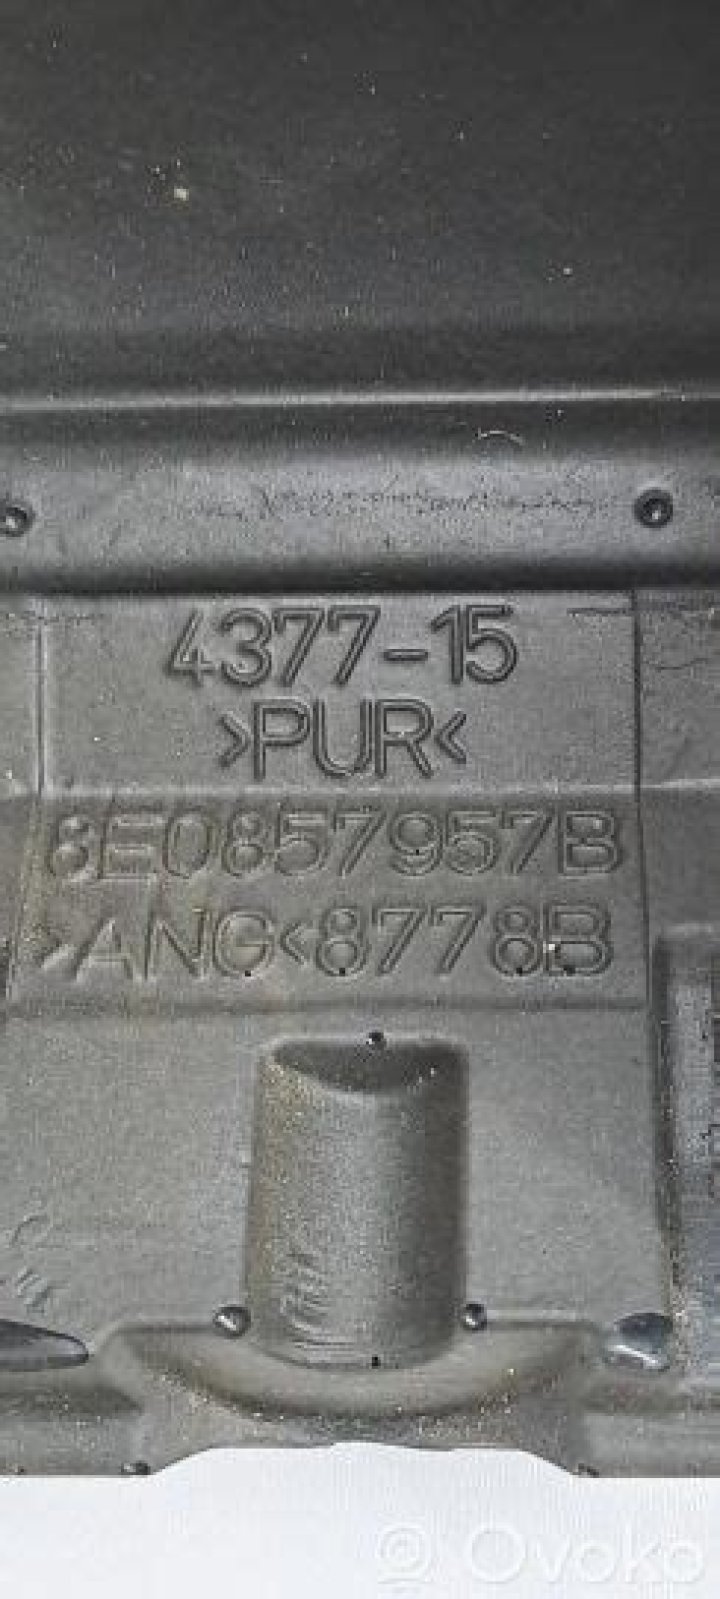 4377-15
>PUR<
8E0857957B
>ANG<8778B
Ovoko